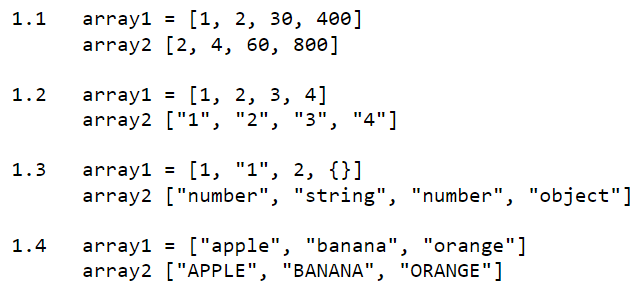 1.1 array1 = [1, 2, 30, 400]
array2 [2, 4, 60, 800]
1.2 array1 = [1, 2, 3, 4]
array2 ["1", "2", "3", "4"]
1.3 array1 = [1, "1", 2, {}]
array2 ["number", "string", "number", "object"]
1.4 array1 = ["apple", "banana", "orange"]
array2 ["APPLE", "BANANA", "ORANGE"]